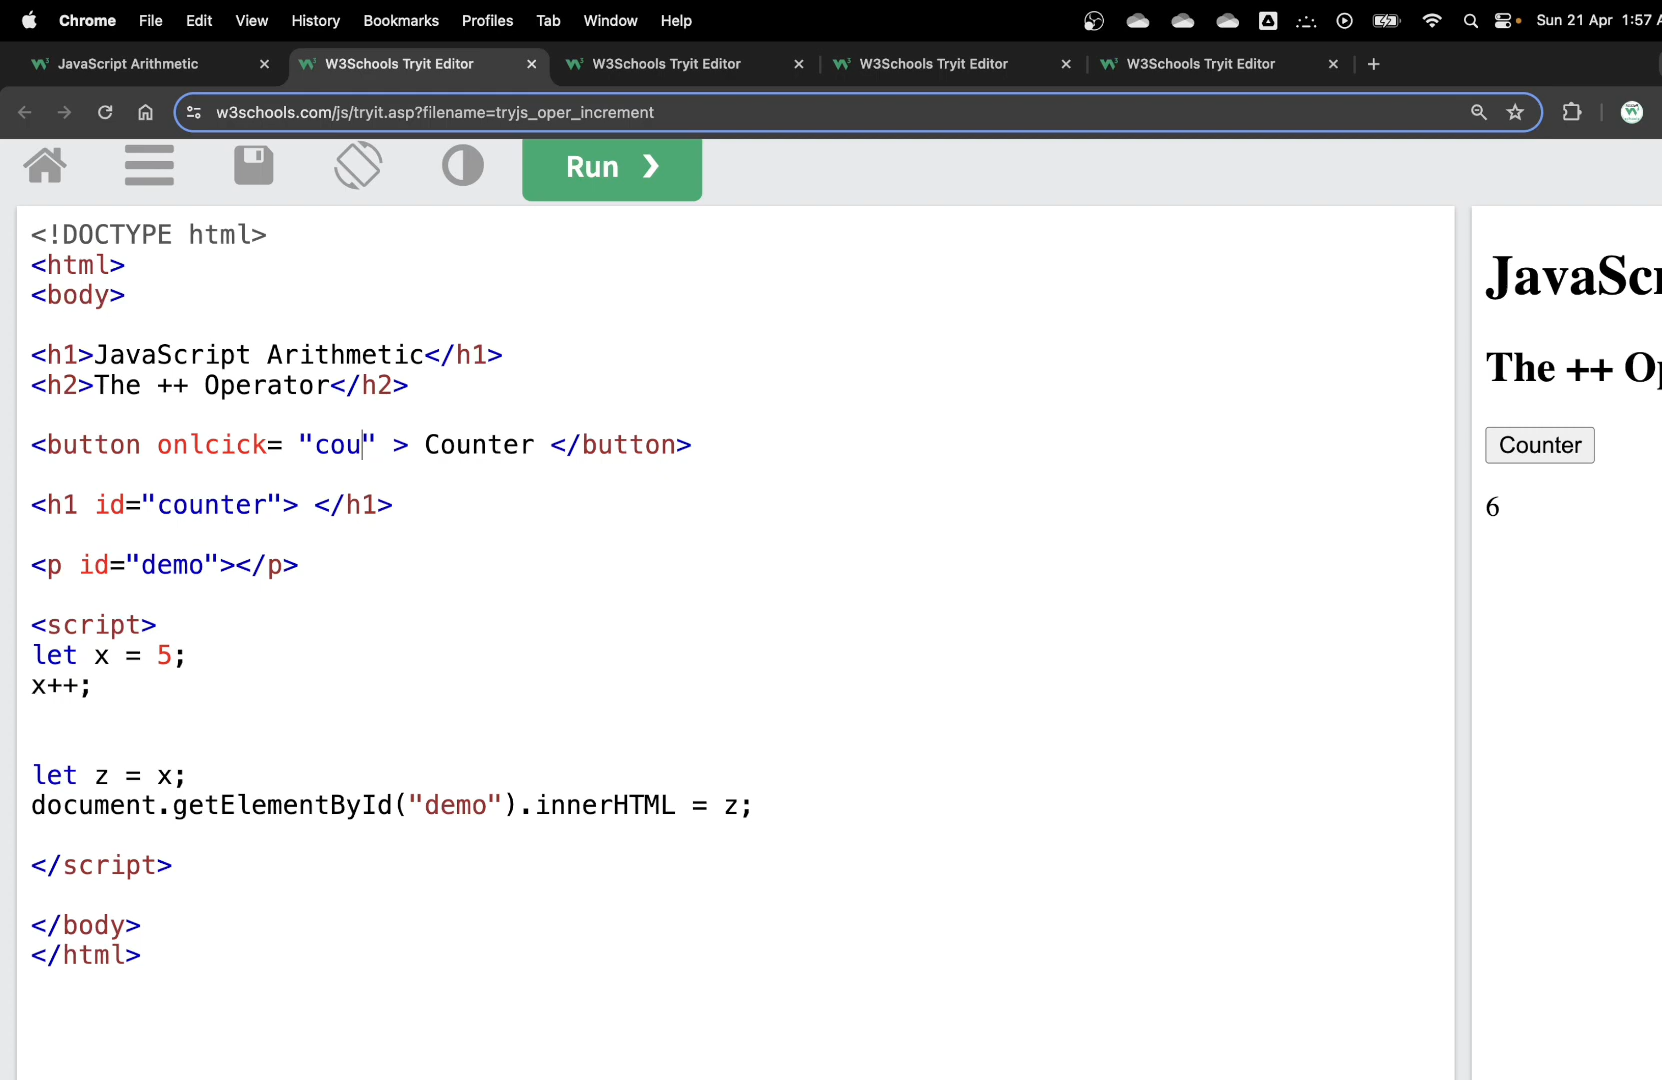 Chrome File Edit View History Bookmarks Profiles Tab Window Help Sun 21 Apr 1:57
JavaScript Arithmetic W3Schools Tryit Editor W3Schools Tryit Editor W3Schools Tryit Editor W3Schools Tryit Editor
w3schools.com/js/tryit.asp?filename=tryjs_oper_increment
Run ❯
<!DOCTYPE html>
<html>
<body>
<h1>JavaScript Arithmetic</h1>
<h2>The ++ Operator</h2>
<button onlcick= "cou" > Counter </button>
<h1 id="counter"> </h1>
<p id="demo"></p>
<script>
let x = 5;
x++;
let z = x;
document.getElementById("demo").innerHTML = z;
</script>
</body>
</html>
JavaScr
The ++ Op
Counter
6